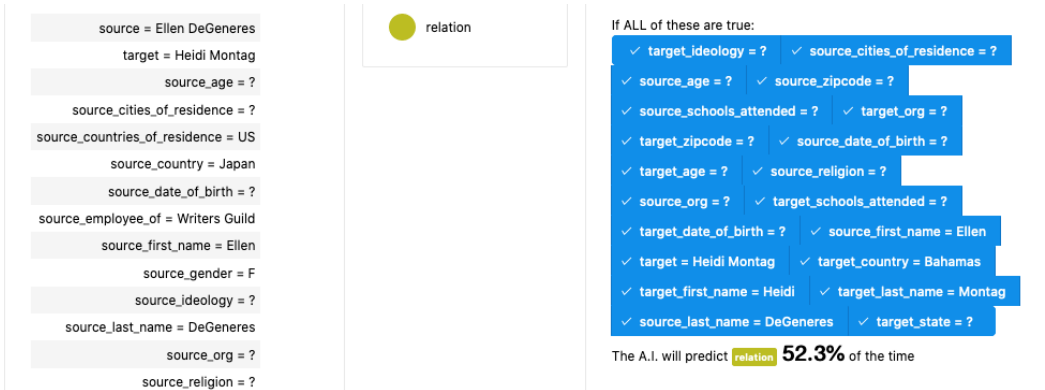 source = Ellen DeGeneres
target = Heidi Montag
source_age = ?
source_cities_of_residence = ?
source_countries_of_residence = US
source_country = Japan
source_date_of_birth = ?
source_employee_of = Writers Guild
source_first_name = Ellen
source_gender = F
source_ideology = ?
source_last_name = DeGeneres
source_org = ?
source_religion = ?
relation
If ALL of these are true:
✓ target_ideology = ? ✓ source_cities_of_residence = ?
✓ source_age = ? ✓ source_zipcode = ?
✓ source_schools_attended = ? ✓ target_org = ?
✓ target_zipcode = ? ✓ source_date_of_birth = ?
✓ target_age = ? ✓ source_religion = ?
✓ source_org = ? ✓ target_schools_attended = ?
✓ target_date_of_birth = ? ✓ source_first_name = Ellen
✓ target = Heidi Montag ✓ target_country = Bahamas
✓ target_first_name = Heidi ✓ target_last_name = Montag
✓ source_last_name = DeGeneres ✓ target_state = ?
The A.I. will predict relation 52.3% of the time